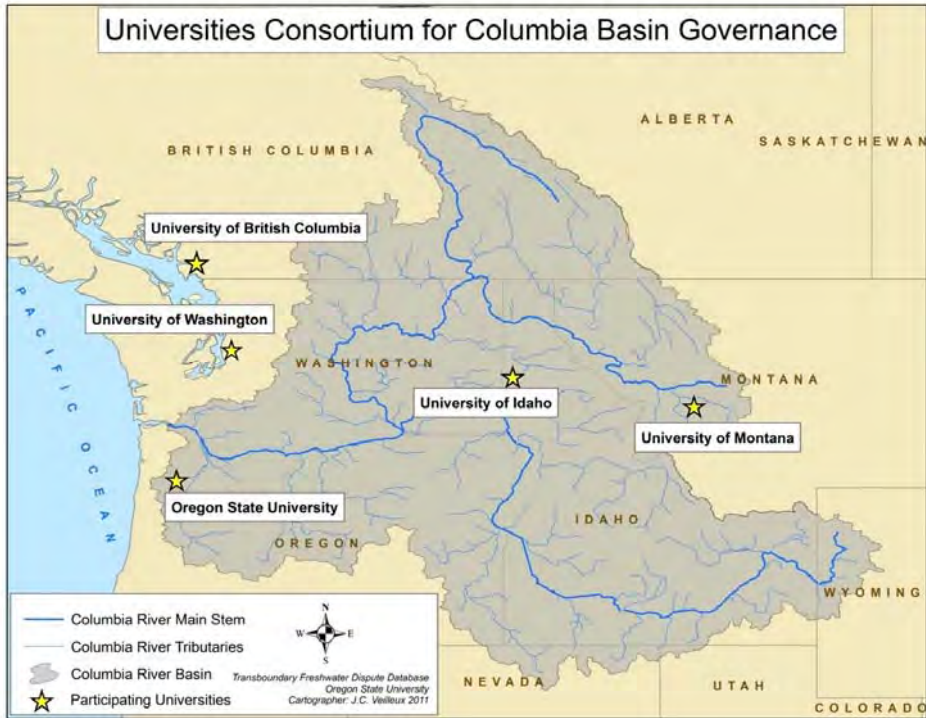 Universities Consortium for Columbia Basin Governance
ALBERTA
SASKATCHEWAN
BRITISH COLUMBIA
University of British Columbia
University of Washington
PACIFIC OCEAN
WASHINGTON
MONTANA
University of Idaho
University of Montana
Oregon State University
IDAHO
OREGON
WYOMING
NEVADA
UTAH
COLORADO
Columbia River Main Stem
Columbia River Tributaries
Columbia River Basin
Participating Universities
N
W E
S
Transboundary Freshwater Dispute Database
Oregon State University
Cartographer: J.C. Veilleux 2011